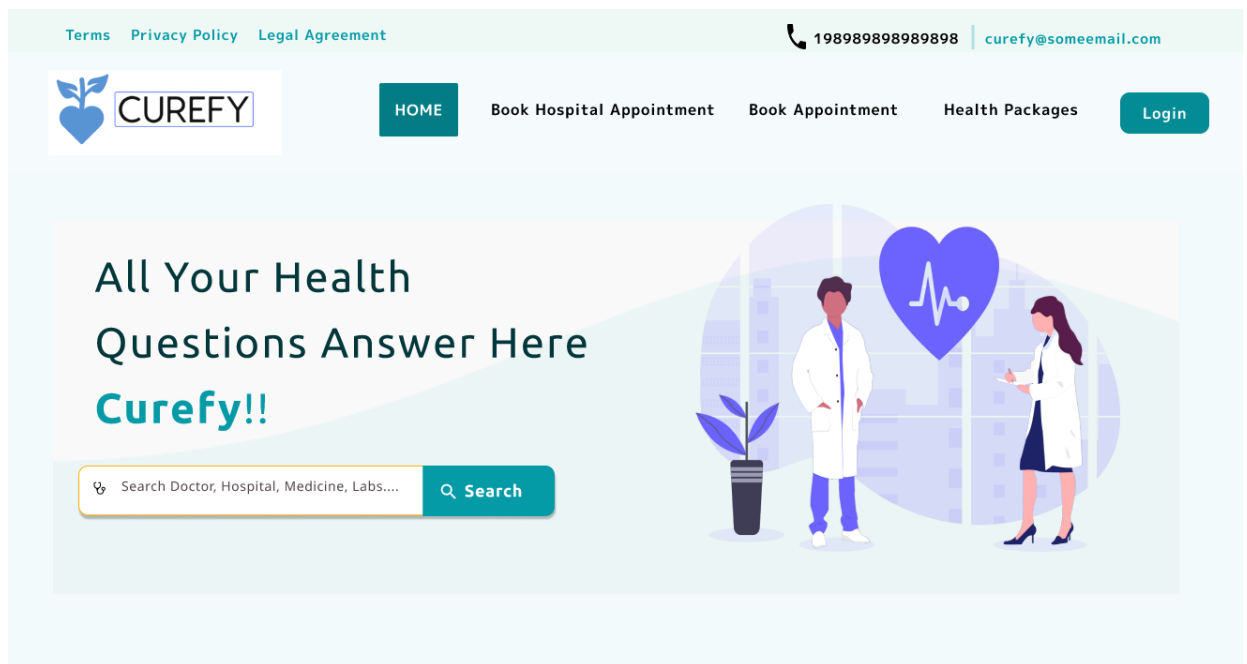 Terms Privacy Policy Legal Agreement 198989898989898 curefy@someemail.com
CUREFY HOME Book Hospital Appointment Book Appointment Health Packages Login
All Your Health
Questions Answer Here
Curefy!!
Search Doctor, Hospital, Medicine, Labs.... Search